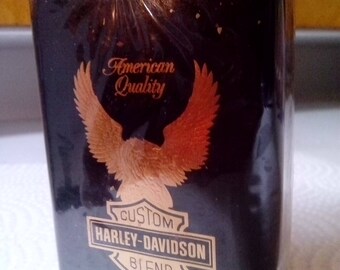 American
Quality
CUSTOM
HARLEY-DAVIDSON
BLEND